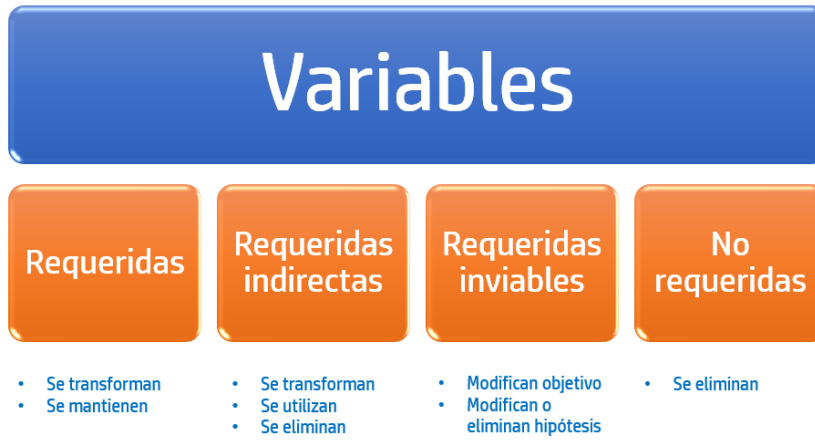 Variables
Requeridas
Requeridas
indirectas
Requeridas
inviables
No
requeridas
• Se transforman
• Se mantienen
• Se transforman
• Se utilizan
• Se eliminan
• Modifican objetivo
• Modifican o
eliminan hipótesis
• Se eliminan